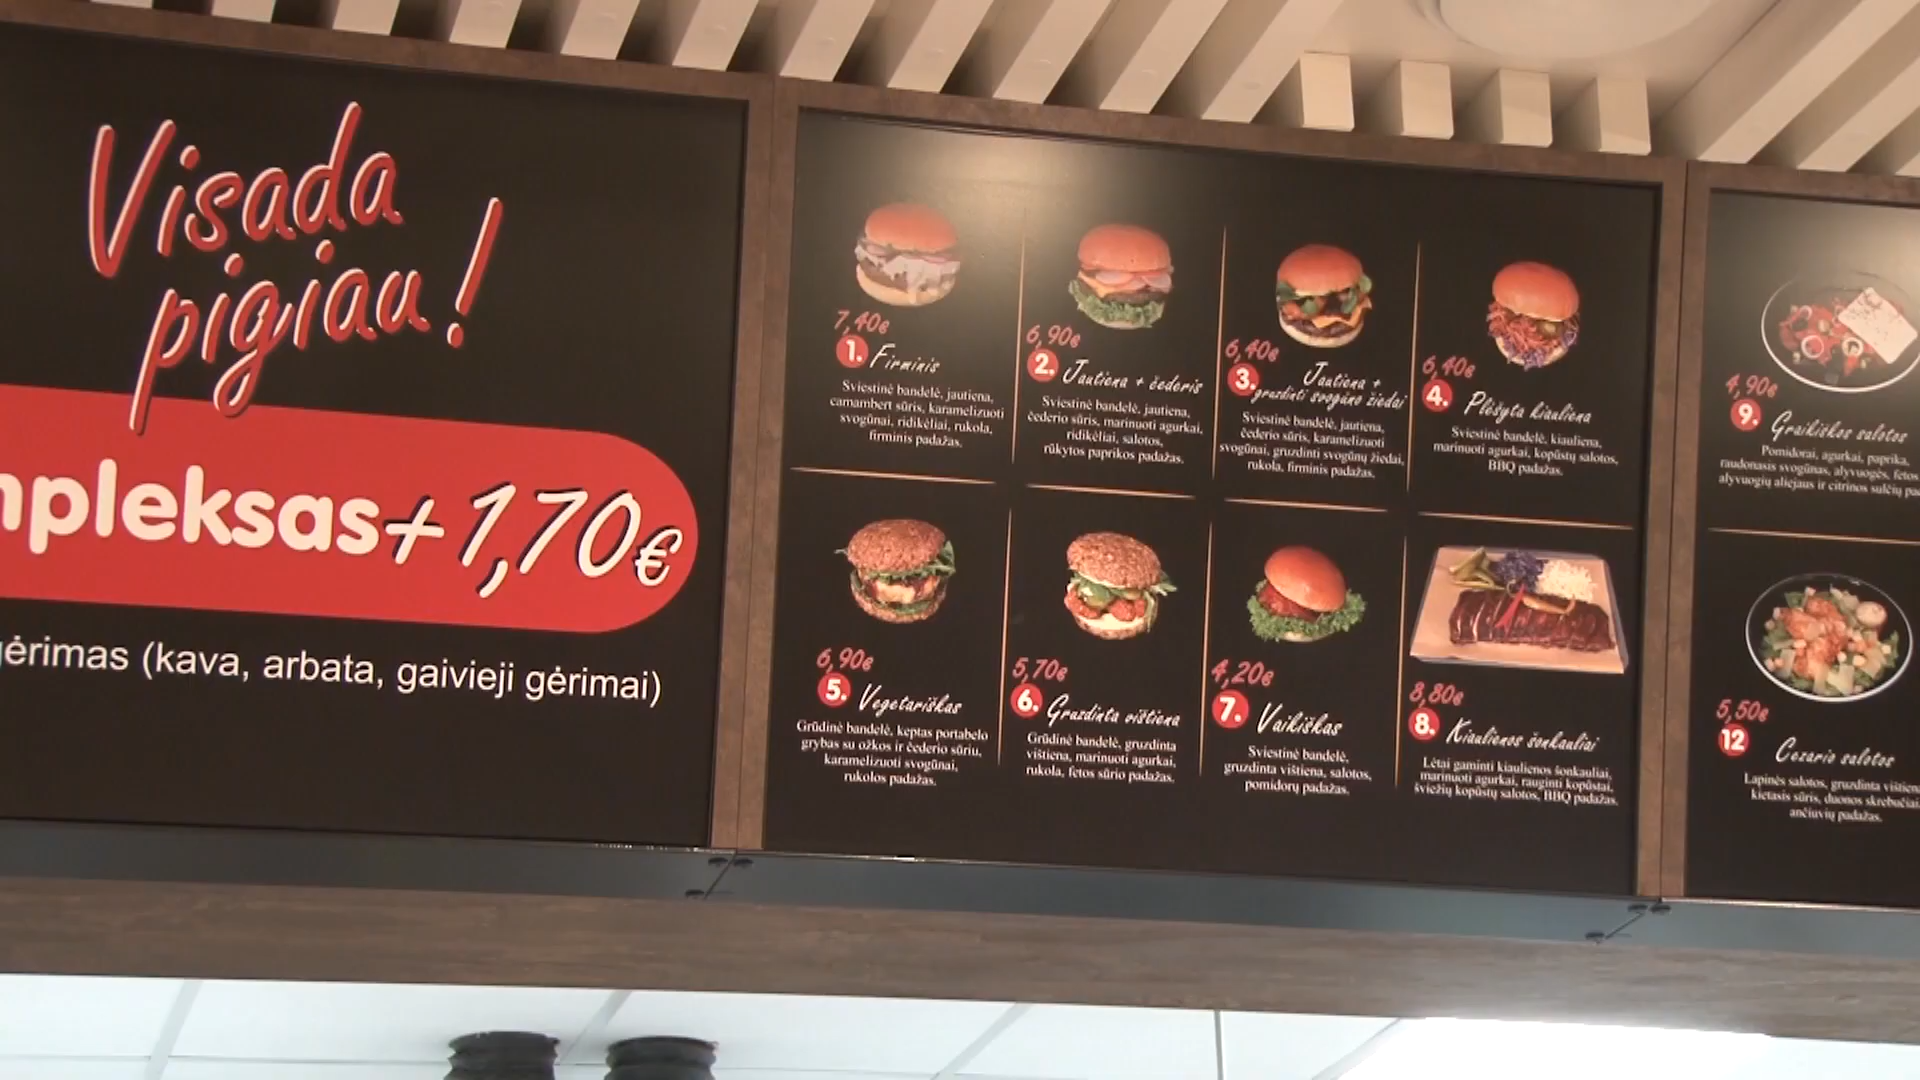 Visada
pigiau!
mpleksas+1,70€
gėrimas (kava, arbata, gaivieji gėrimai)
7,40€
1. Firminis
Sviestinė bandelė, jautiena,
camambert sūris, karamelizuoti
svogūnai, ridikėliai, rukola,
firminis padažas.
6,90€
2. Jautiena + čederis
Sviestinė bandelė, jautiena,
čederio sūris, marinuoti agurkai,
ridikėliai, salotos,
rūkytos paprikos padažas.
6,40€
3. Jautiena +
gruzdinti svogūno žiedai
Sviestinė bandelė, jautiena,
čederio sūris, karamelizuoti
svogūnai, gruzdinti svogūnų žiedai,
rukola, firminis padažas.
6,40€
4. Plėšyta kiauliena
Sviestinė bandelė, kiauliena,
marinuoti agurkai, kopūstų salotos,
BBQ padažas.
6,90€
5. Vegetariškas
Grūdinė bandelė, keptas portabelo
grybas su ožkos ir čederio sūriu,
karamelizuoti svogūnai,
rukolos padažas.
5,70€
6. Gruzdinta vištiena
Grūdinė bandelė, gruzdinta
vištiena, marinuoti agurkai,
rukola, fetos sūrio padažas.
4,20€
7. Vaikiškas
Sviestinė bandelė,
gruzdinta vištiena, salotos,
pomidorų padažas.
8,80€
8. Kiaulienos šonkauliai
Lėtai gaminti kiaulienos šonkauliai,
marinuoti agurkai, rauginti kopūstai,
šviežių kopūstų salotos, BBQ padažas.
4,90€
9. Graikiškos salotos
Pomidorai, agurkai, paprika,
raudonasis svogūnas, alyvuogės, fetos
alyvuogių aliejaus ir citrinos sulčių pa
5,50€
12 Cezario salotos
Lapinės salotos, gruzdinta vištiena
kietasis sūris, duonos skrebučiai,
ančiuvių padažas.